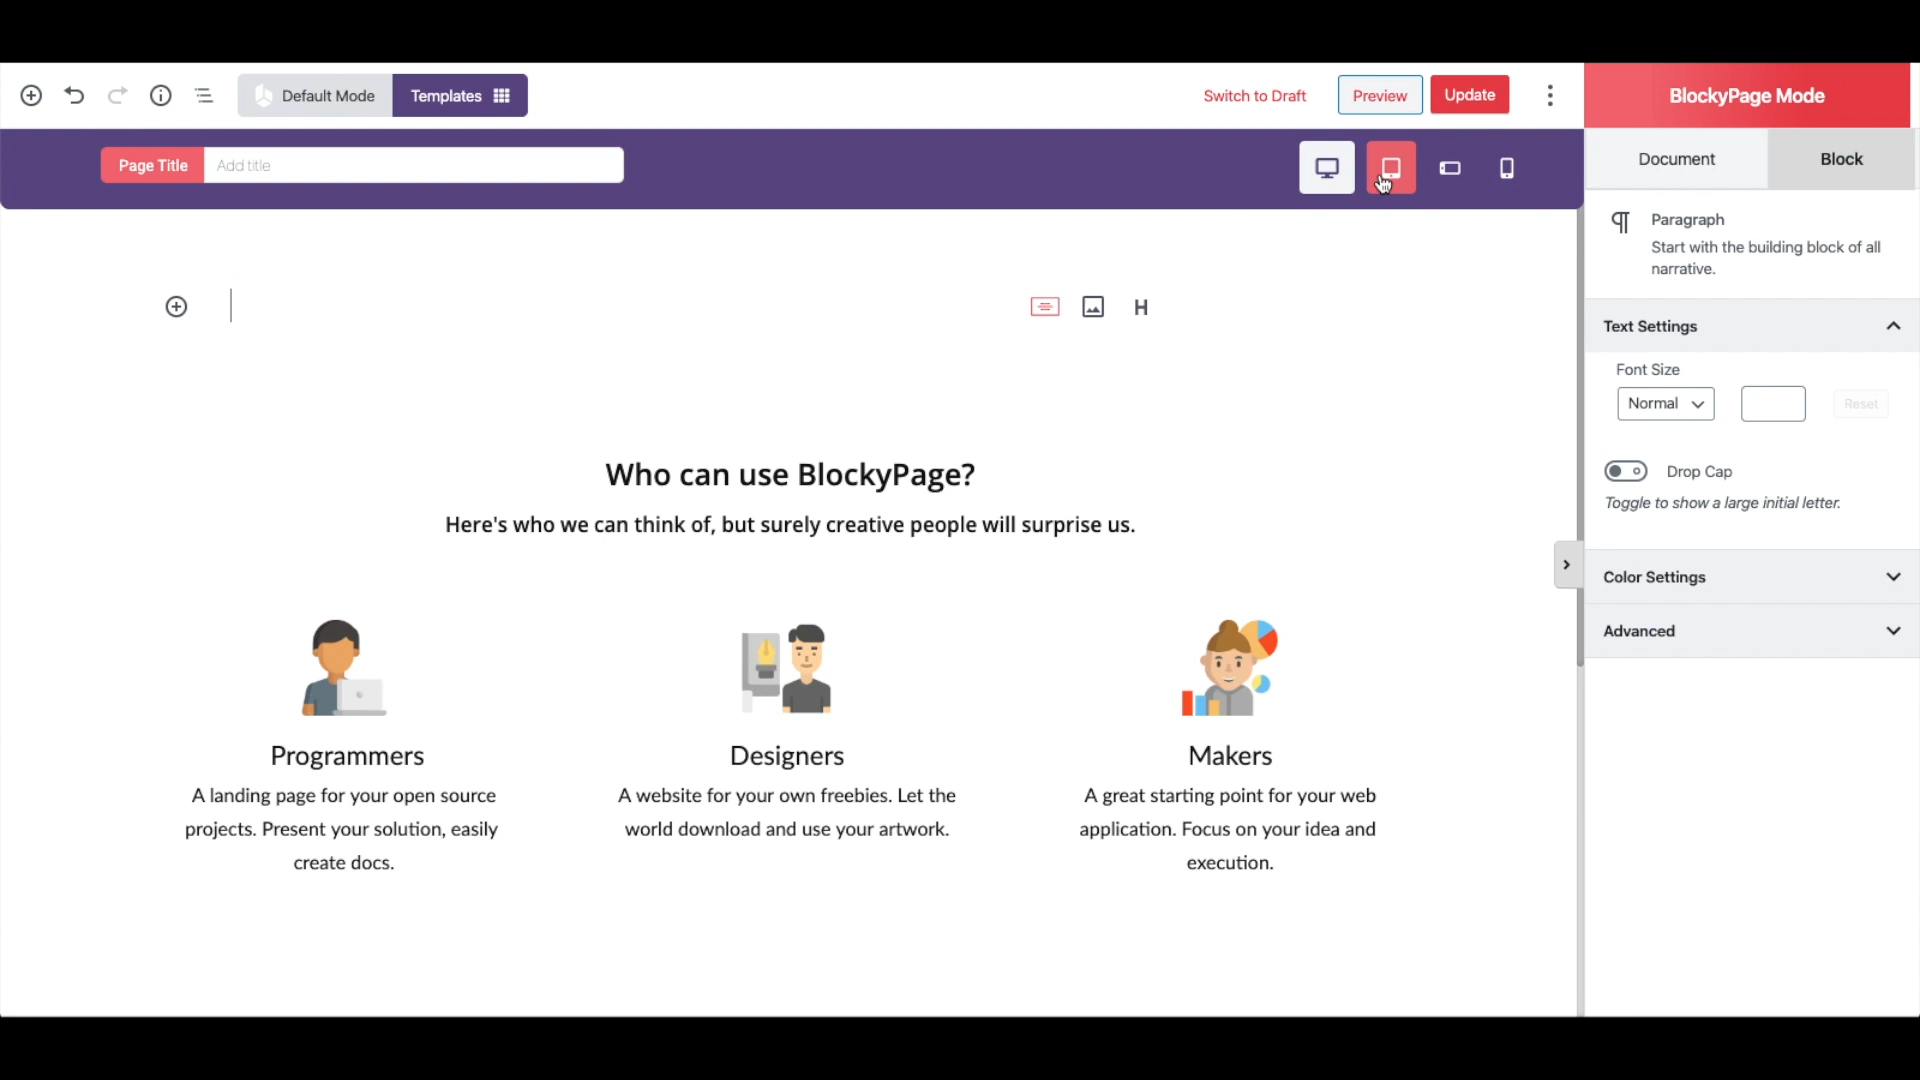 Default Mode
Templates
Switch to Draft
Preview
Update
BlockyPage Mode
Page Title
Add title
Document
Block
Paragraph
Start with the building block of all
narrative.
H
Text Settings
Font Size
Normal
Reset
Drop Cap
Toggle to show a large initial letter.
Color Settings
Advanced
Who can use BlockyPage?
Here's who we can think of, but surely creative people will surprise us.
Programmers
A landing page for your open source
projects. Present your solution, easily
create docs.
Designers
A website for your own freebies. Let the
world download and use your artwork.
Makers
A great starting point for your web
application. Focus on your idea and
execution.